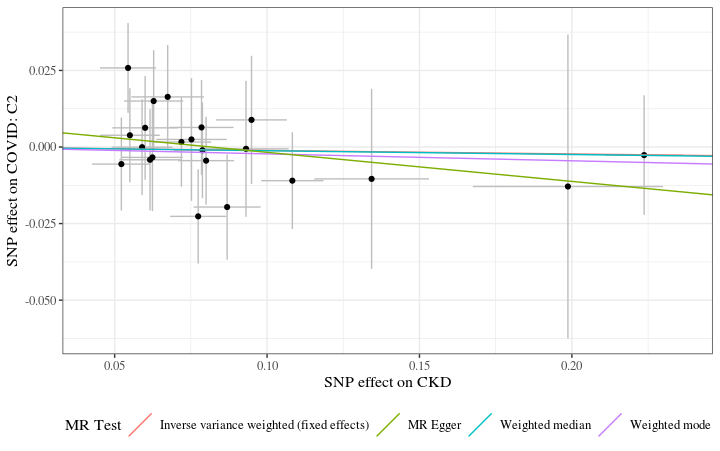 SNP effect on COVID: C2
0.025
0.000
-0.025
-0.050
0.05 0.10 0.15 0.20
SNP effect on CKD
MR Test Inverse variance weighted (fixed effects) MR Egger Weighted median Weighted mode